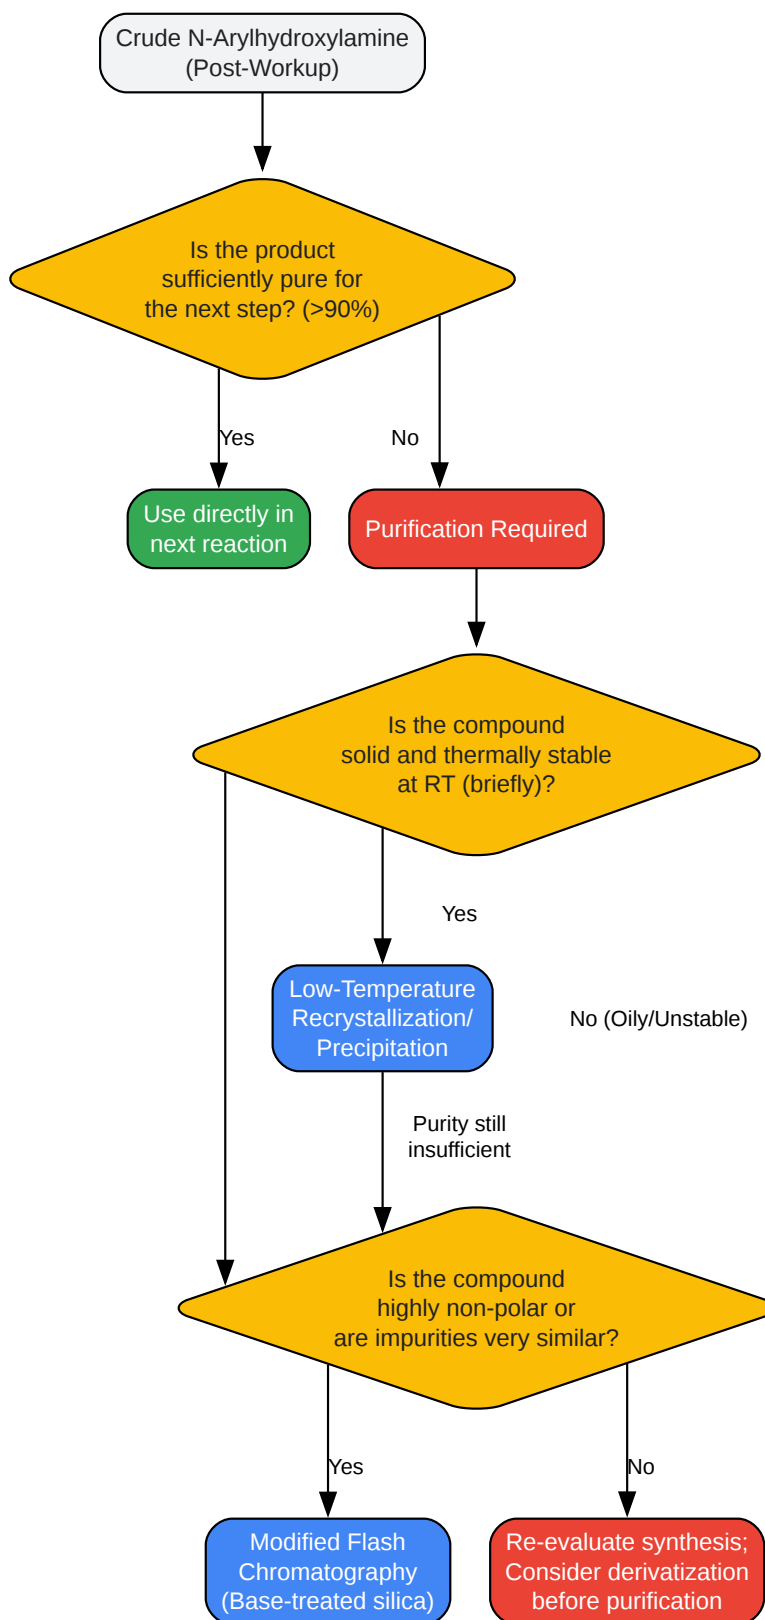 Crude N-Arylhydroxylamine
(Post-Workup)
Is the product
sufficiently pure for
the next step? (>90%)
Yes
No
Use directly in
next reaction
Purification Required
Is the compound
solid and thermally stable
at RT (briefly)?
Yes
Low-Temperature
Recrystallization/
Precipitation
No (Oily/Unstable)
Purity still
insufficient
Is the compound
highly non-polar or
are impurities very similar?
Yes
No
Modified Flash
Chromatography
(Base-treated silica)
Re-evaluate synthesis;
Consider derivatization
before purification